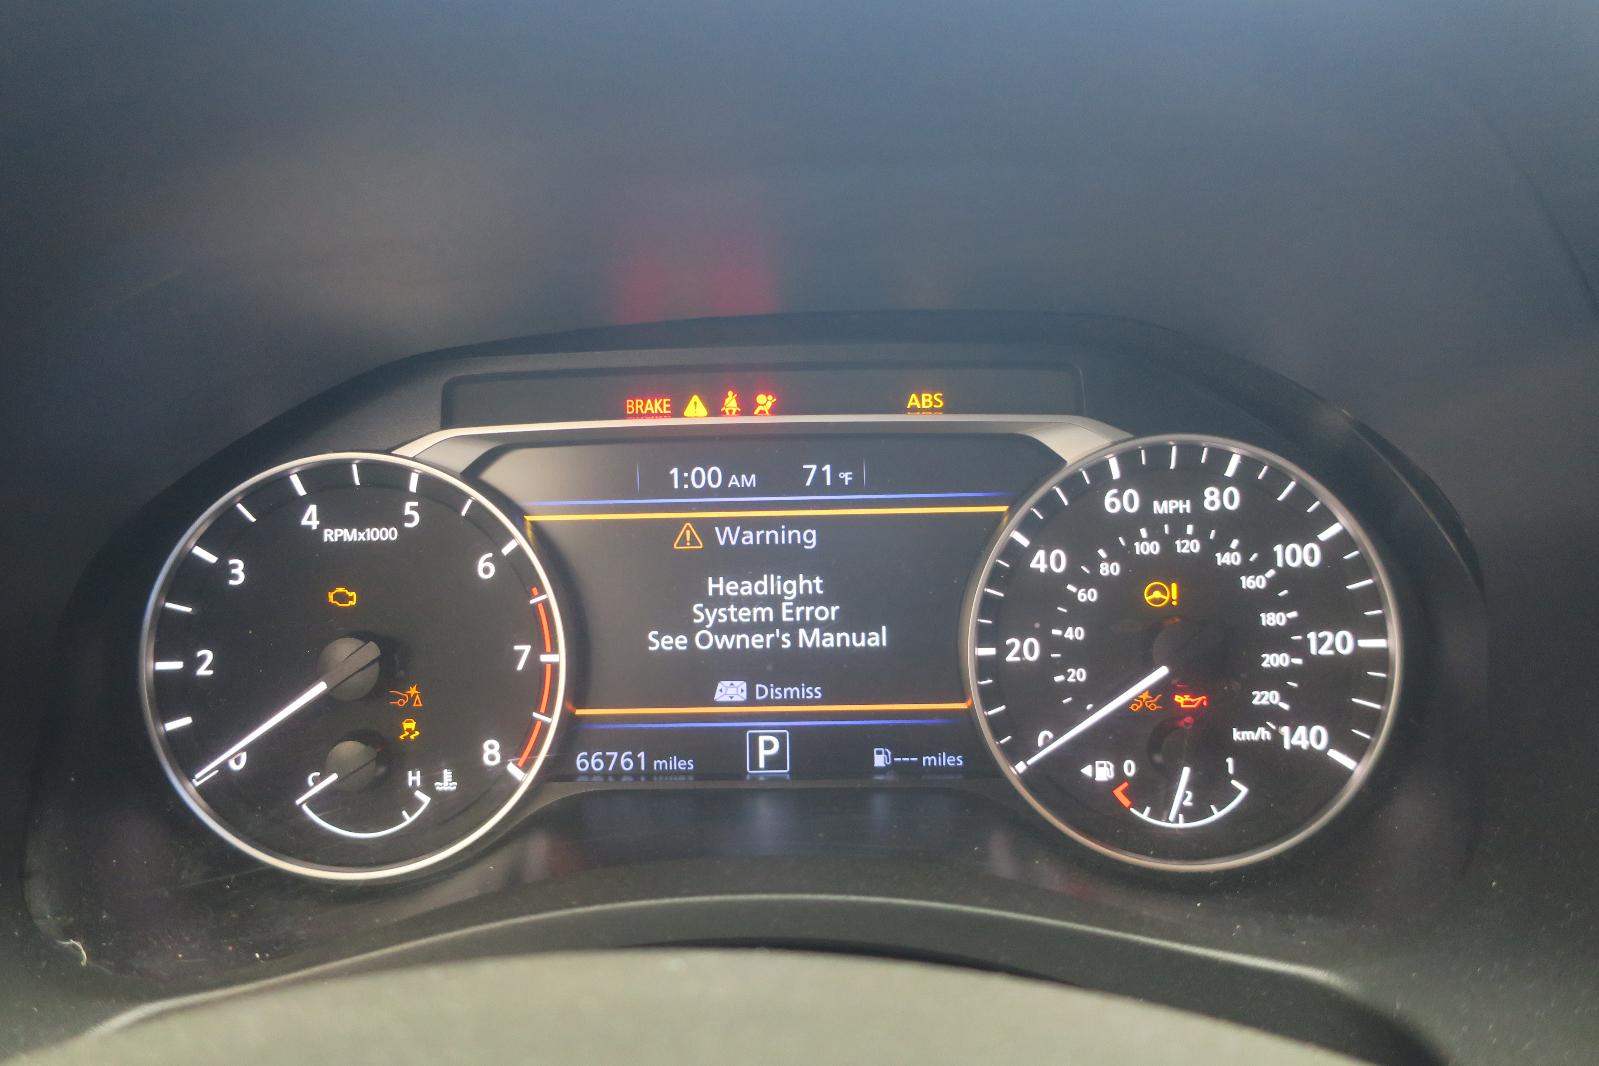 BRAKE
ABS
1:00 AM 71°F
Warning
Headlight
System Error
See Owner's Manual
Dismiss
66761 miles
P
--- miles
0
2
3
4
5
6
7
8
RPMx1000
C
H
0
20
40
60
80
100
120
140
MPH
20
40
60
80
100
120
140
160
180
200
220
km/h
0
1
2